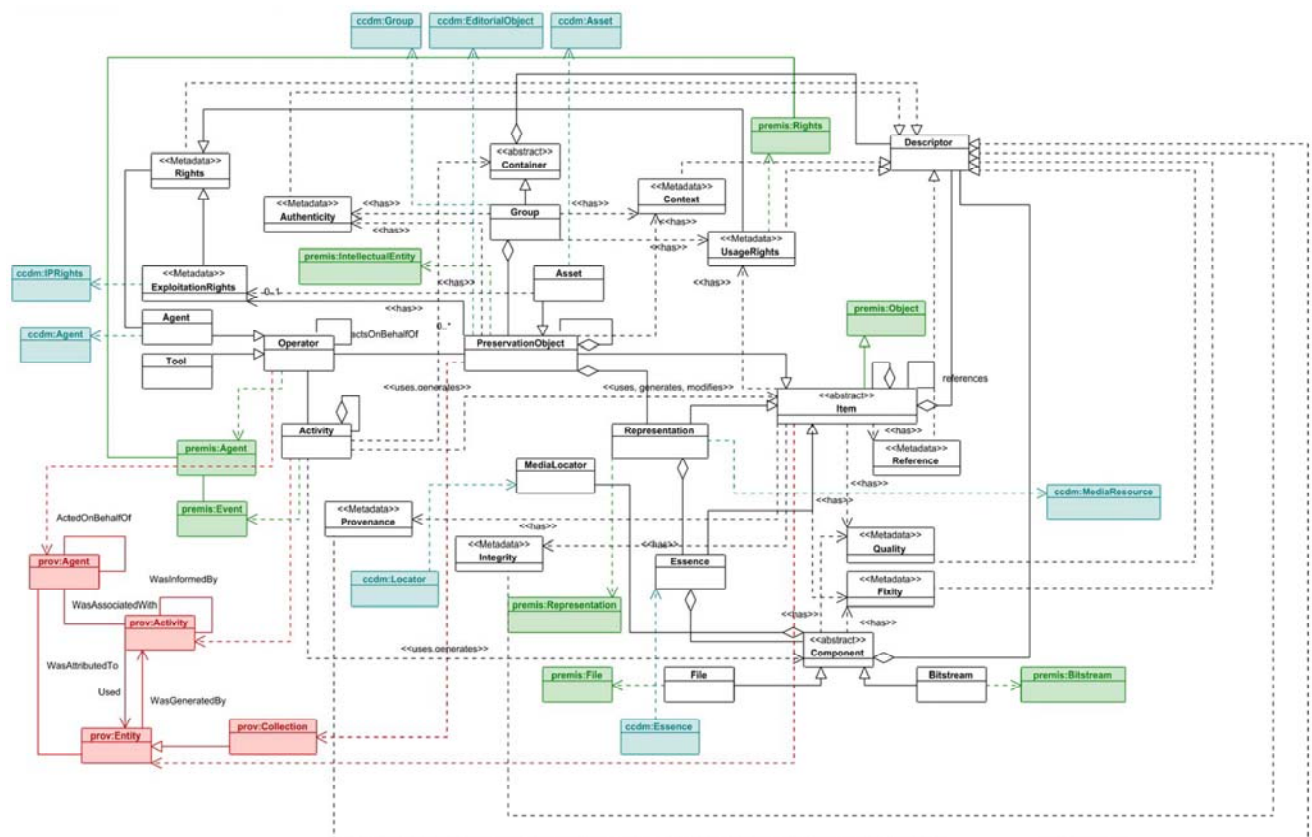 ccdm:Group
ccdm:EditorialObject
ccdm:Asset
premis:Rights
Descriptor
<<abstract>>
Container
<<Metadata>>
Rights
<<Metadata>>
Context
<<Metadata>>
Authenticity
<<has>>
<<has>>
Group
<<has>>
<<has>>
<<has>>
<<Metadata>>
UsageRights
premis:IntellectualEntity
ccdm:IPRights
<<Metadata>>
ExploitationRights
0..1
<<has>>
Asset
<<has>>
<<has>>
premis:Object
Agent
ccdm:Agent
Operator
actsOnBehalfOf
0..*
PreservationObject
Tool
<<uses.generates>>
<<uses, generates, modifies>>
references
<<abstract>>
Item
Activity
Representation
<<has>>
<<Metadata>>
Reference
premis:Agent
MediaLocator
<<has>>
ccdm:MediaResource
premis:Event
<<Metadata>>
Provenance
<<has>>
ActedOnBehalfOf
<<Metadata>>
Integrity
<<has>>
<<Metadata>>
Quality
prov:Agent
Essence
WasInformedBy
ccdm:Locator
<<Metadata>>
Fixity
WasAssociatedWith
premis:Representation
<<has>>
<<has>>
prov:Activity
<<abstract>>
Component
<<uses.generates>>
WasAttributedTo
Used
premis:File
File
Bitstream
premis:Bitstream
WasGeneratedBy
prov:Entity
prov:Collection
ccdm:Essence